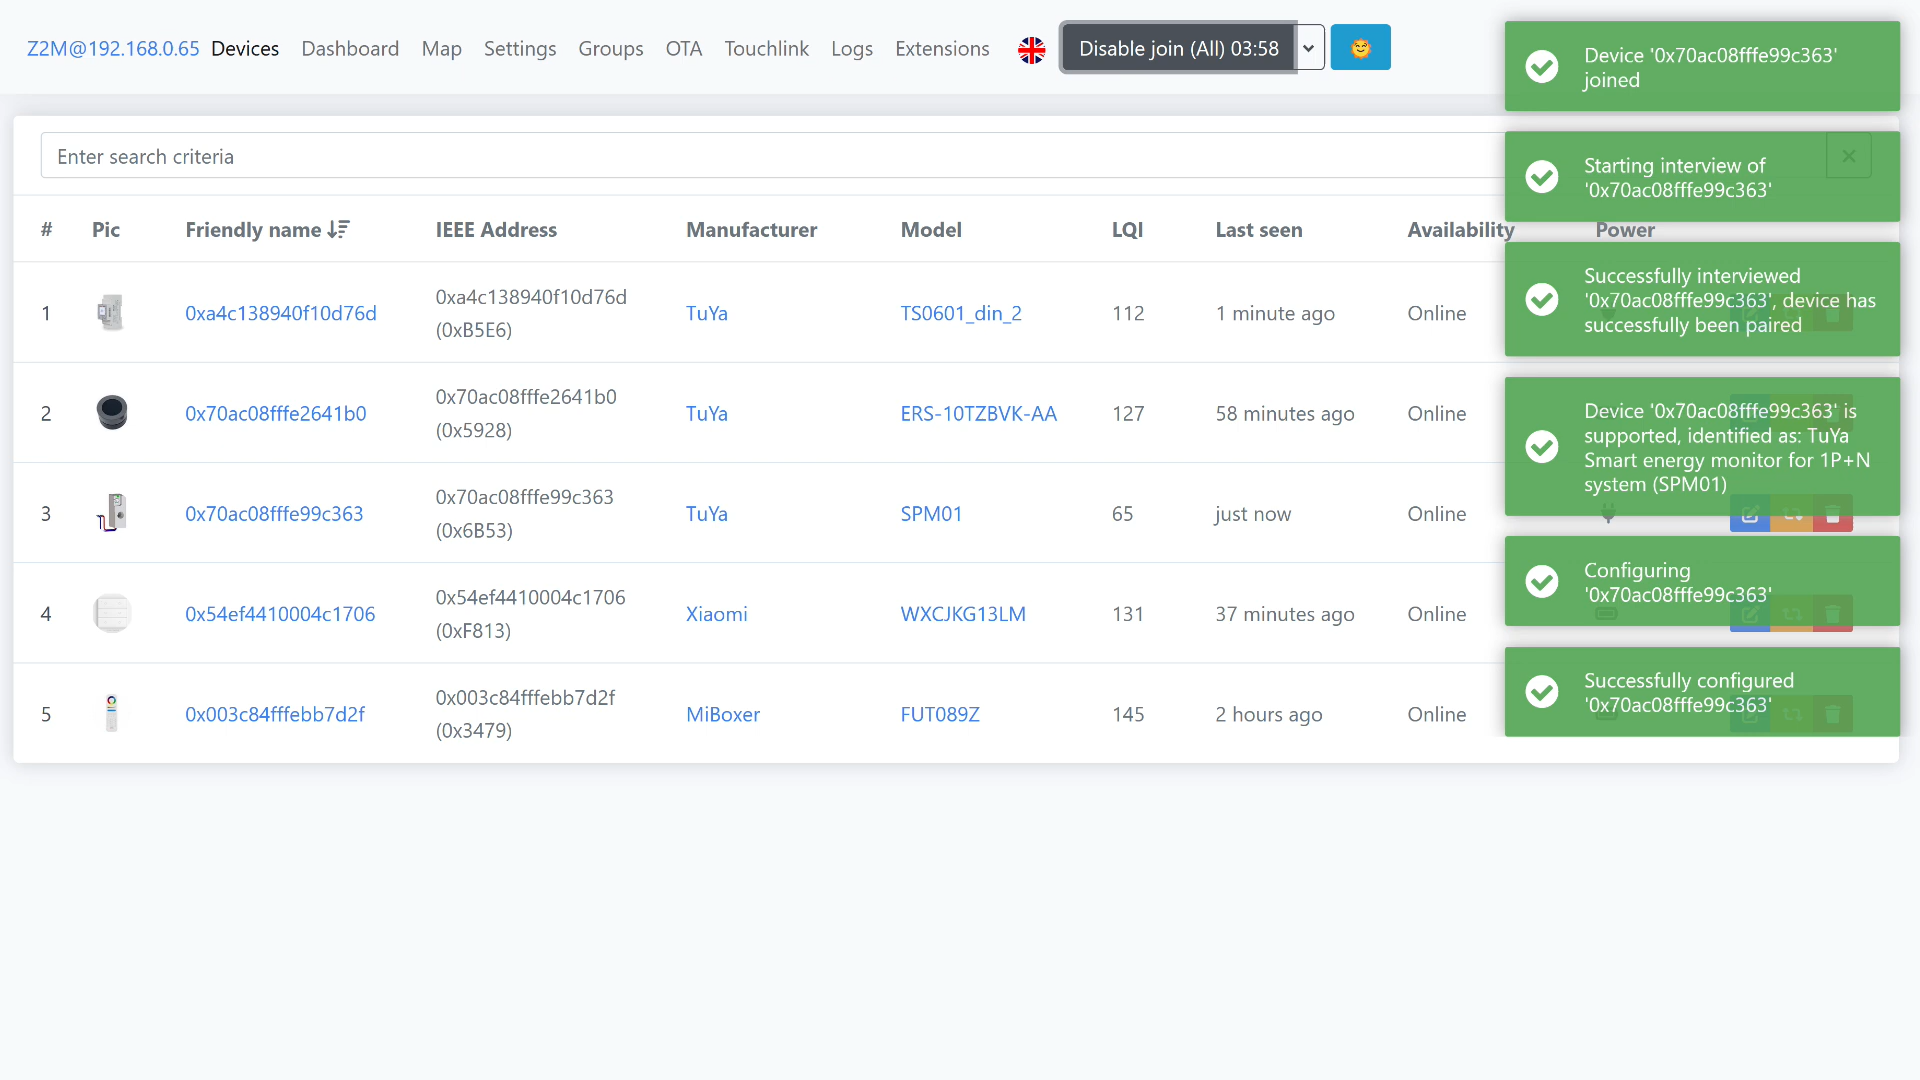 Z2M@192.168.0.65 Devices Dashboard Map Settings Groups OTA Touchlink Logs Extensions Disable join (All) 03:58
Enter search criteria
# Pic Friendly name IEEE Address Manufacturer Model LQI Last seen Availability Power
1 0xa4c138940f10d76d 0xa4c138940f10d76d (0xB5E6) TuYa TS0601_din_2 112 1 minute ago Online
2 0x70ac08fffe2641b0 0x70ac08fffe2641b0 (0x5928) TuYa ERS-10TZBVK-AA 127 58 minutes ago Online
3 0x70ac08fffe99c363 0x70ac08fffe99c363 (0x6B53) TuYa SPM01 65 just now Online
4 0x54ef4410004c1706 0x54ef4410004c1706 (0xF813) Xiaomi WXCJKG13LM 131 37 minutes ago Online
5 0x003c84fffebb7d2f 0x003c84fffebb7d2f (0x3479) MiBoxer FUT089Z 145 2 hours ago Online
Device '0x70ac08fffe99c363'
joined
Starting interview of
'0x70ac08fffe99c363'
Successfully interviewed
'0x70ac08fffe99c363', device has
successfully been paired
Device '0x70ac08fffe99c363' is
supported, identified as: TuYa
Smart energy monitor for 1P+N
system (SPM01)
Configuring
'0x70ac08fffe99c363'
Successfully configured
'0x70ac08fffe99c363'